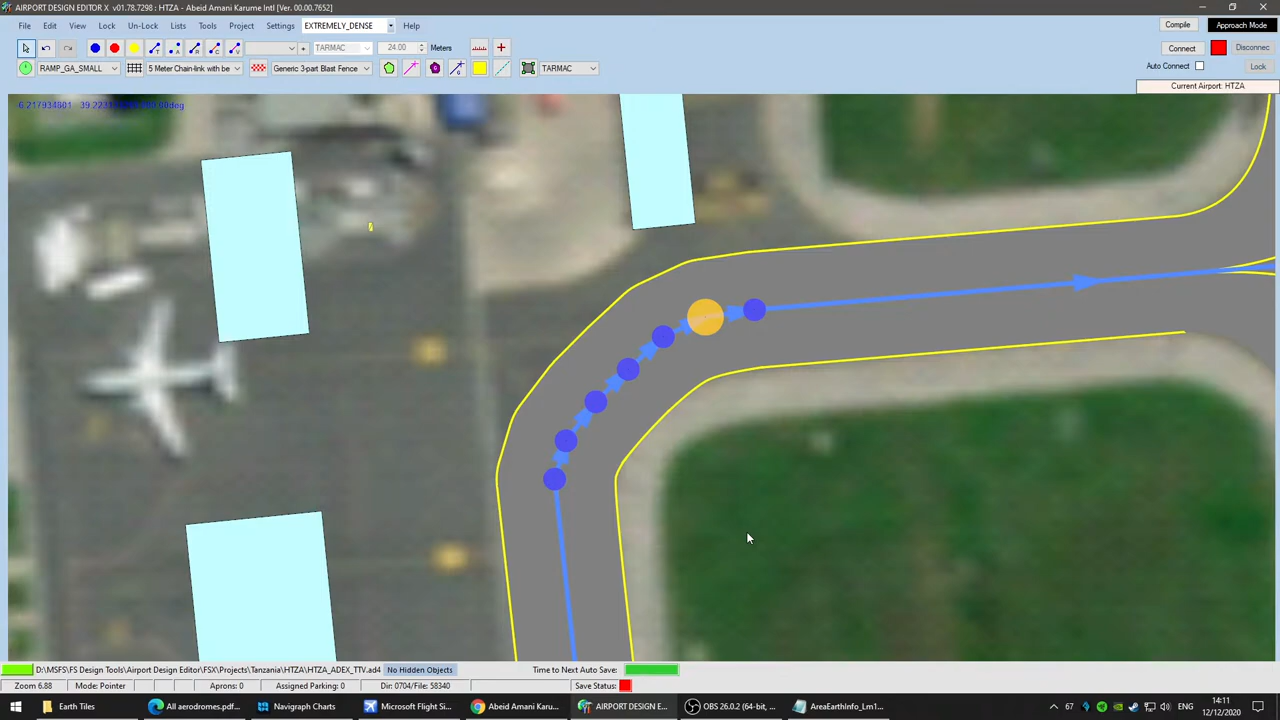 AIRPORT DESIGN EDITOR X v01.78.7298 : HTZA - Abeid Amani Karume Intl [Ver. 00.00.7652]
File Edit View Lock Un-Lock Lists Tools Project Settings EXTREMELY_DENSE Help
Compile Approach Mode
TARMAC 24.00 Meters Connect Disconnec
Auto Connect Lock
RAMP_GA_SMALL 5 Meter Chain-link with be Generic 3-part Blast Fence TARMAC
Current Airport: HTZA
D:\MSFS\FS Design Tools\Airport Design Editor\FSX\Projects\Tanzania\HTZA\HTZA_ADEX_TTV.ad4 No Hidden Objects Time to Next Auto Save:
Zoom 6.88 Mode: Pointer Aprons: 0 Assigned Parking: 0 Dir: 0704/File: 58340 Save Status:
Earth Tiles All aerodromes.pdf... Navigraph Charts Microsoft Flight Si... Abeid Amani Karu... AIRPORT DESIGN E... OBS 26.0.2 (64-bit, ... AreaEarthInfo_Lm1... 67 14:11
12/12/2020